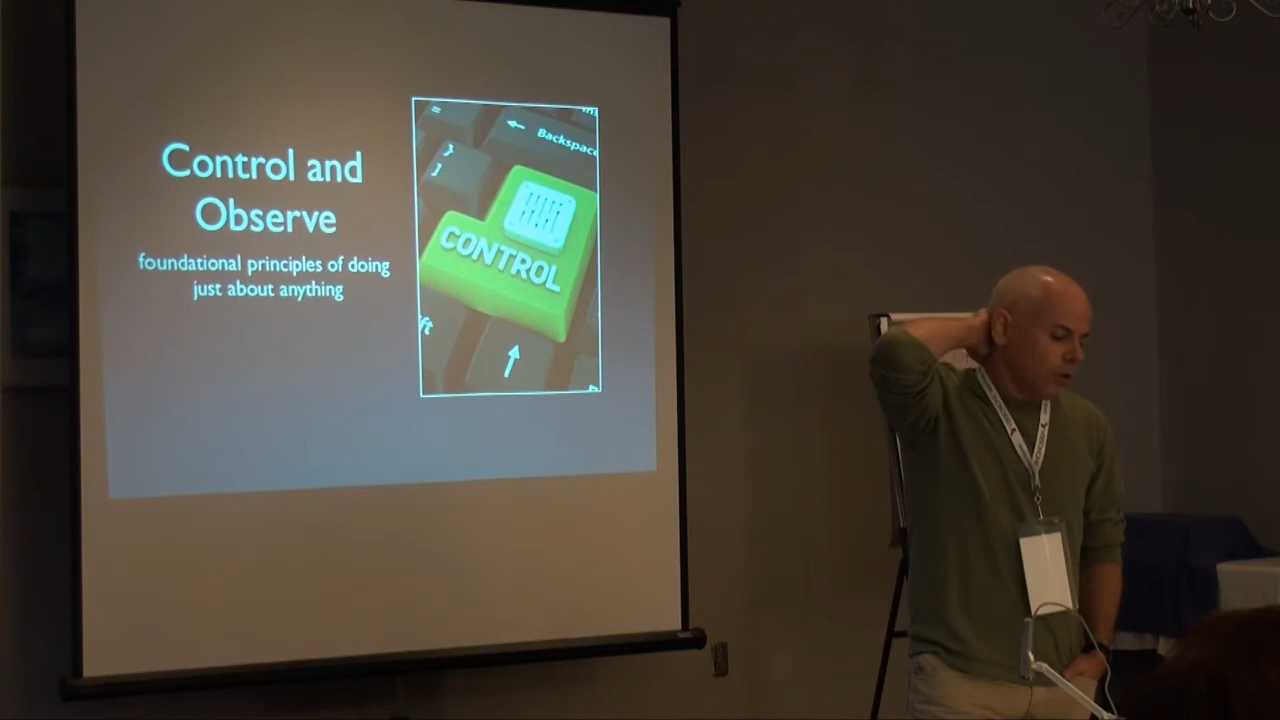 Control and
Observe
foundational principles of doing
just about anything
=
Backspace
}
]
CONTROL